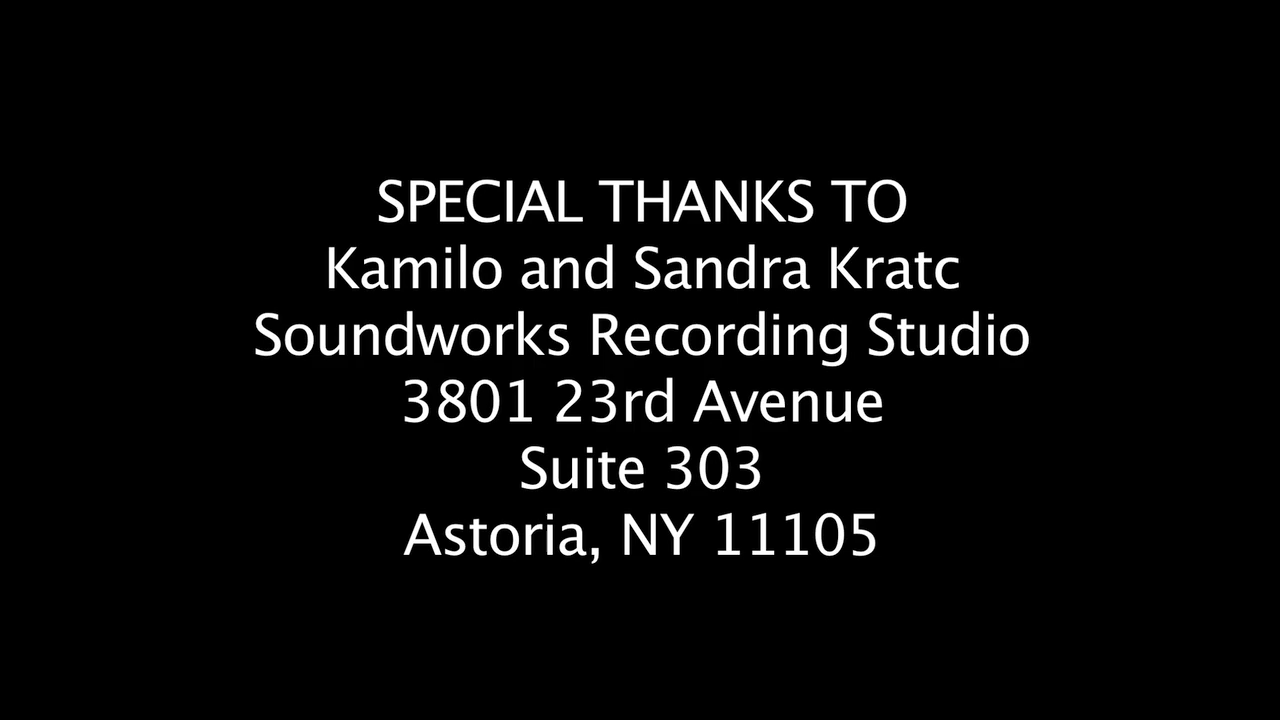 SPECIAL THANKS TO
Kamilo and Sandra Kratc
Soundworks Recording Studio
3801 23rd Avenue
Suite 303
Astoria, NY 11105